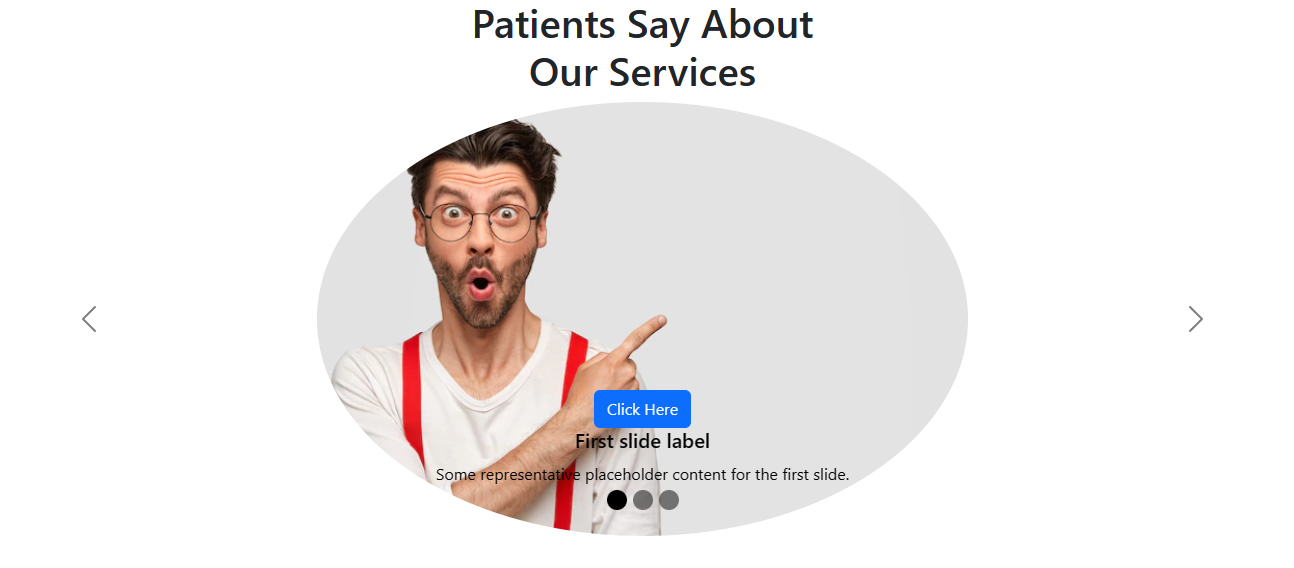 Patients Say About
Our Services
Click Here
First slide label
Some representative placeholder content for the first slide.